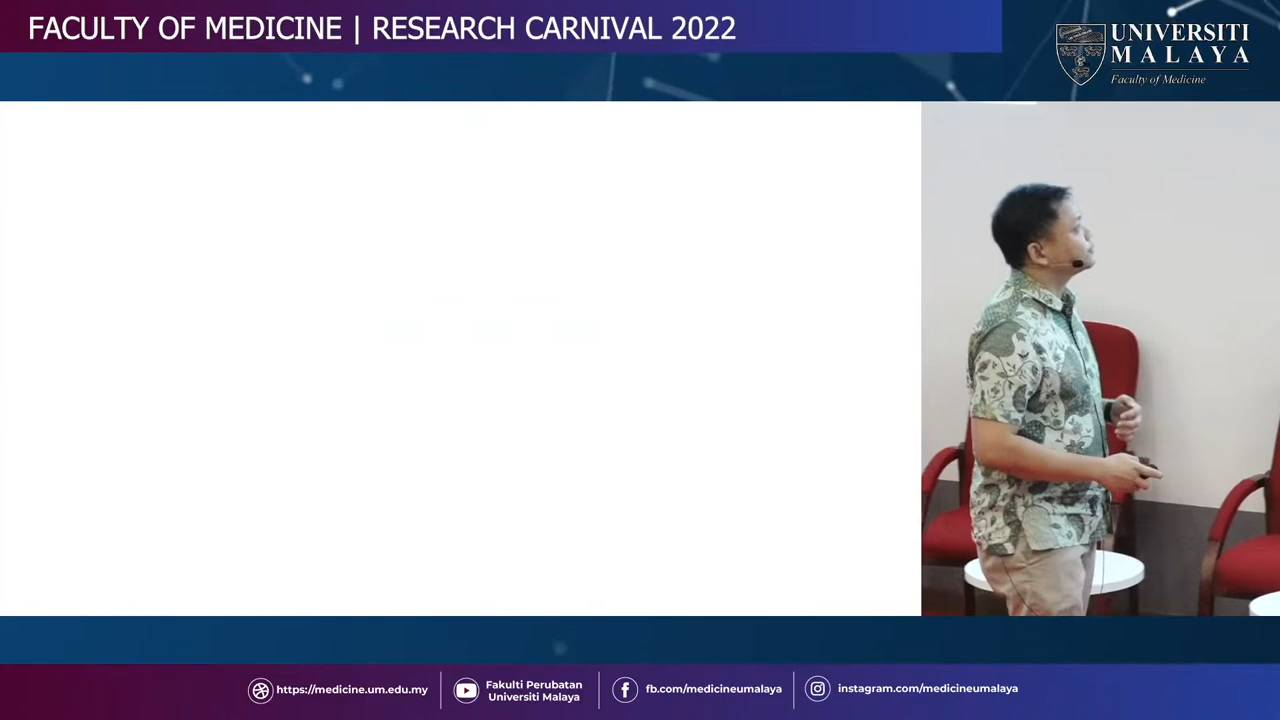 FACULTY OF MEDICINE | RESEARCH CARNIVAL 2022
UNIVERSITI
MALAYA
Faculty of Medicine
https://medicine.um.edu.my
Fakulti Perubatan
Universiti Malaya
fb.com/medicineumalaya
instagram.com/medicineumalaya